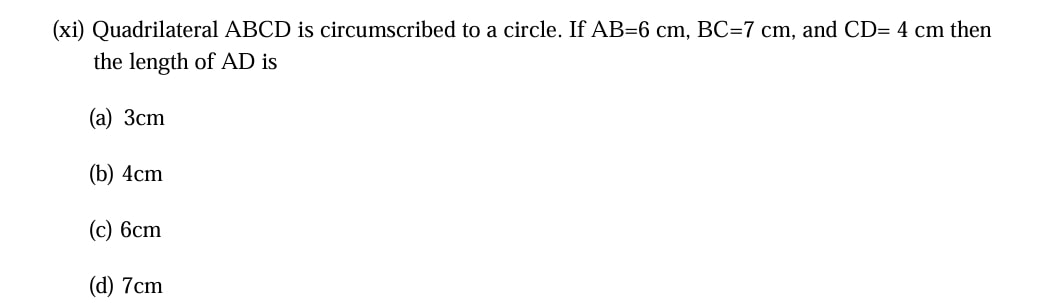 (xi) Quadrilateral ABCD is circumscribed to a circle. If AB=6 cm, BC=7 cm, and CD= 4 cm then
the length of AD is
(a) 3cm
(b) 4cm
(c) 6cm
(d) 7cm